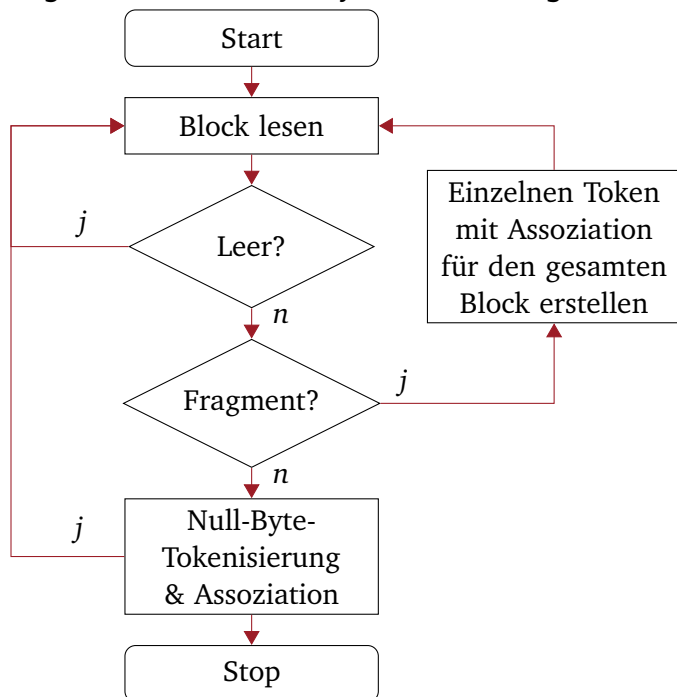 Start
Block lesen
j
Leer?
n
Einzelnen Token
mit Assoziation
für den gesamten
Block erstellen
Fragment?
j
n
j
Null-Byte-
Tokenisierung
& Assoziation
Stop